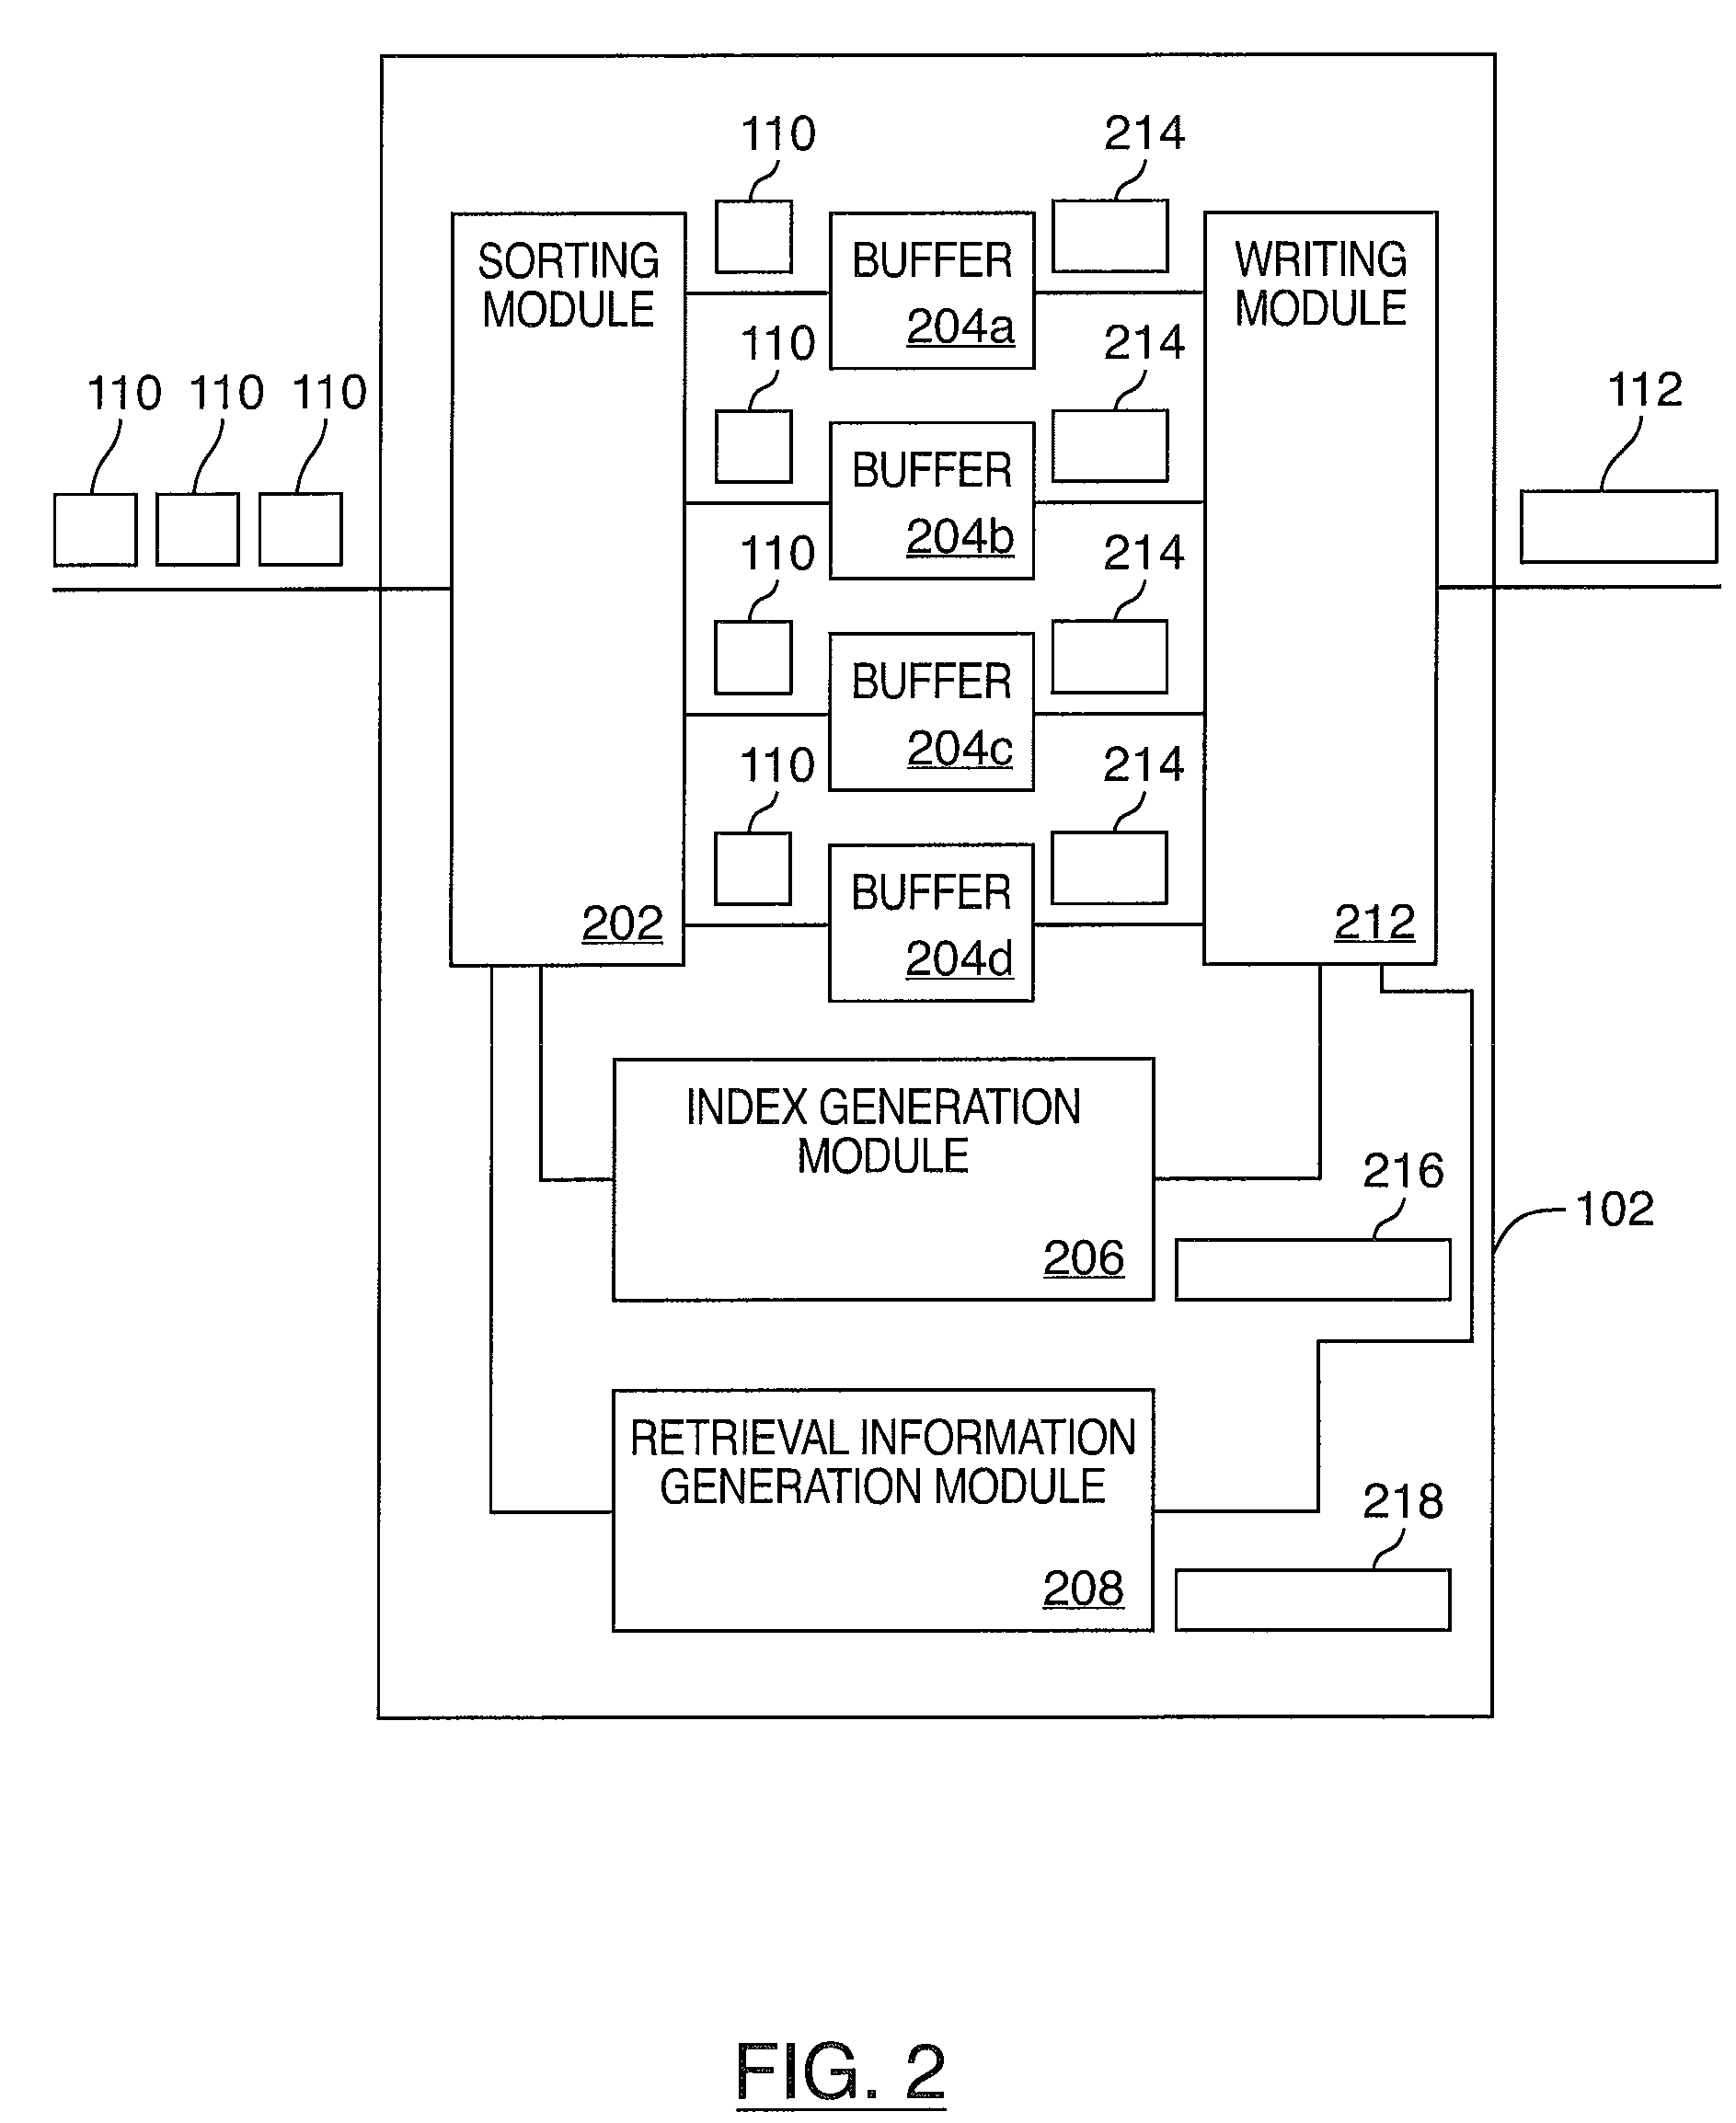 110
214
SORTING
MODULE
BUFFER
204a
WRITING
MODULE
110
214
110
110
110
112
BUFFER
204b
110
214
BUFFER
204c
110
214
BUFFER
204d
202
212
INDEX GENERATION
MODULE
206
216
102
RETRIEVAL INFORMATION
GENERATION MODULE
208
218
FIG. 2